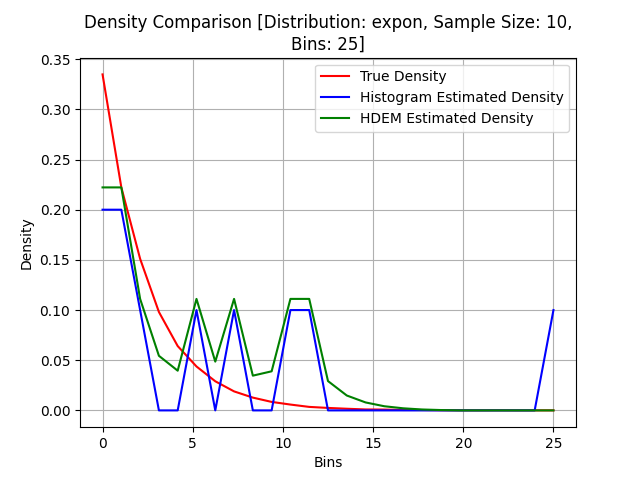 Density Comparison [Distribution: expon, Sample Size: 10,
Bins: 25]
0.35
0.30
0.25
0.20
0.15
0.10
0.05
0.00
Density
True Density
Histogram Estimated Density
HDEM Estimated Density
0 5 10 15 20 25
Bins